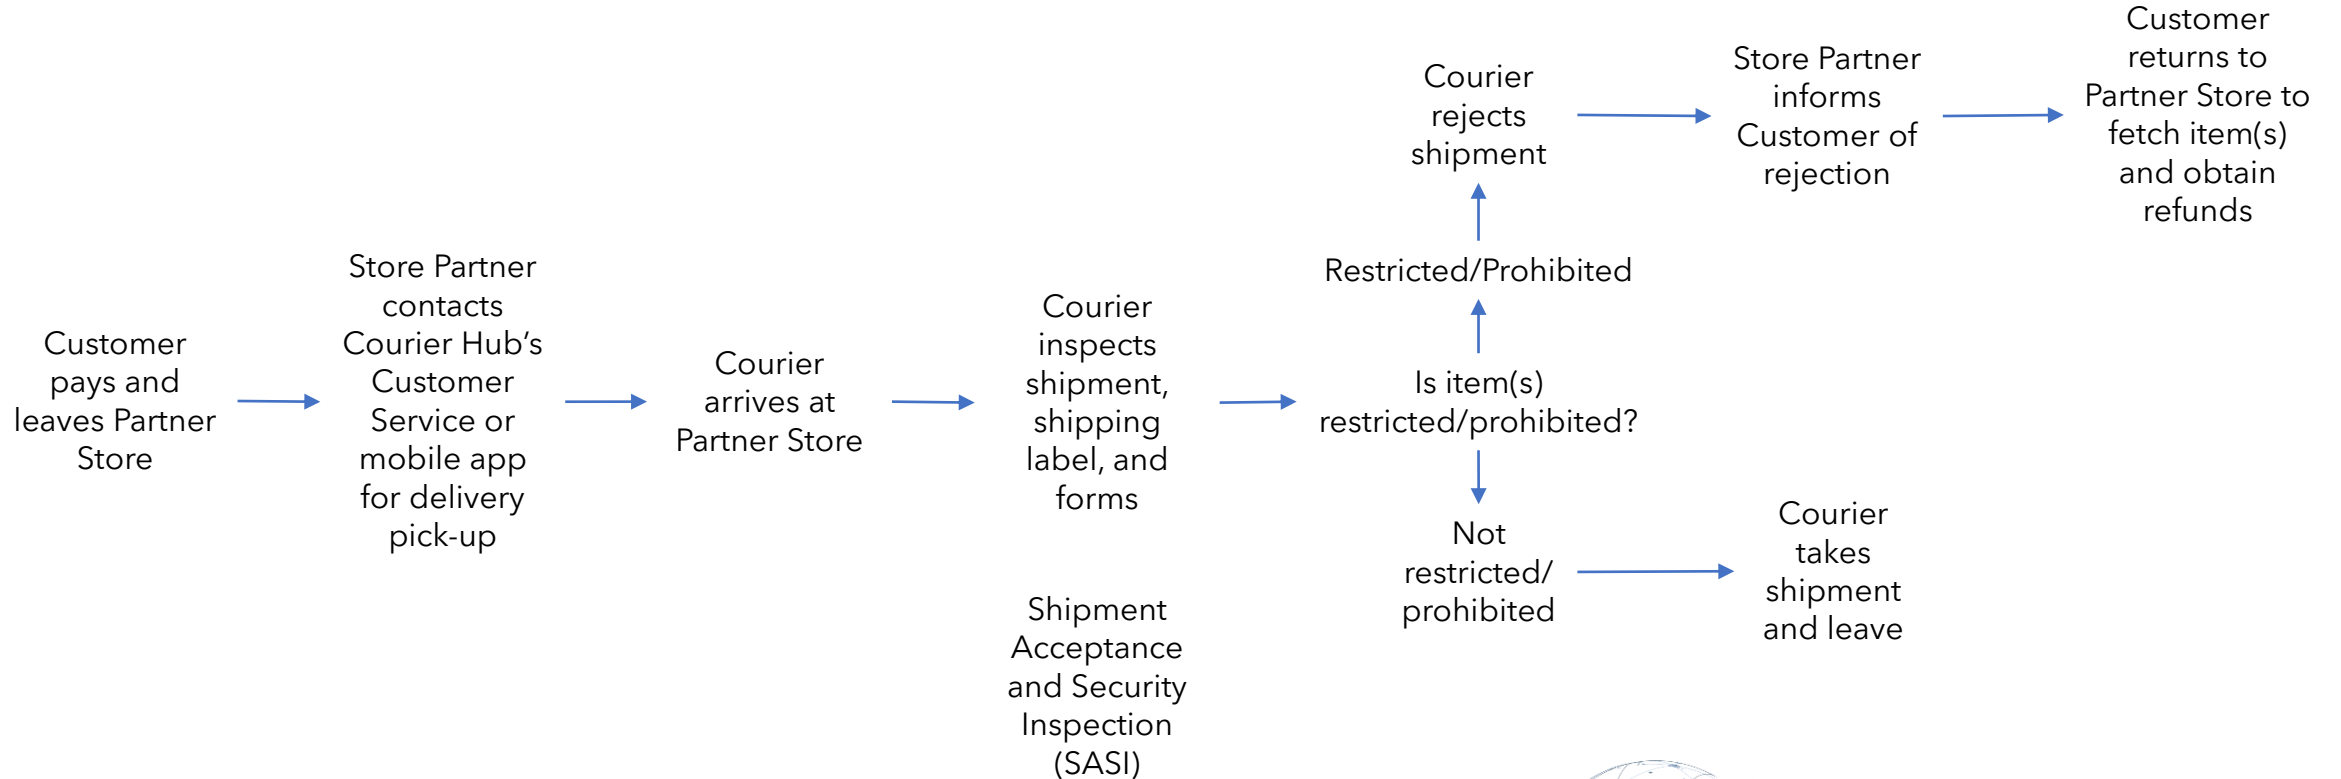 Customer
pays and
leaves Partner
Store
Store Partner
contacts
Courier Hub’s
Customer
Service or
mobile app
for delivery
pick-up
Courier
arrives at
Partner Store
Courier
inspects
shipment,
shipping
label, and
forms
Shipment
Acceptance
and Security
Inspection
(SASI)
Is item(s)
restricted/prohibited?
Restricted/Prohibited
Courier
rejects
shipment
Store Partner
informs
Customer of
rejection
Customer
returns to
Partner Store to
fetch item(s)
and obtain
refunds
Not
restricted/
prohibited
Courier
takes
shipment
and leave